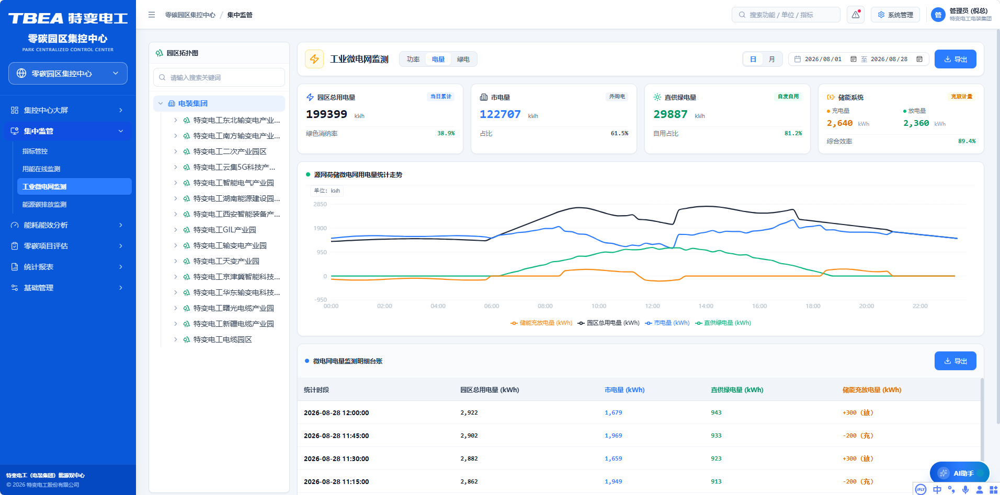 TBEA 特变电工
零碳园区集控中心
PARK CENTRALIZED CONTROL CENTER
零碳园区集控中心
集控中心大屏
集中监管
指标管控
用能在线监测
工业微电网监测
能源碳排放监测
能耗能效分析
零碳项目评估
统计报表
基础管理
特变电工（电装集团）能源双中心
© 2026 特变电工股份有限公司
零碳园区集控中心 / 集中监管
搜索功能 / 单位 / 指标
系统管理
管
管理员 (倪总)
特变电工电装集团
园区拓扑图
请输入搜索关键词
电装集团
特变电工东北输变电产业...
特变电工南方输变电产业...
特变电工二次产业园区
特变电工云集5G科技产...
特变电工智能电气产业园
特变电工湖南能源建设园...
特变电工西安智能装备产...
特变电工GIL产业园
特变电工输变电产业园
特变电工天变产业园
特变电工京津冀智能科技...
特变电工华东输变电科技...
特变电工曙光电缆产业园
特变电工新疆电缆产业园
特变电工电缆园区
工业微电网监测
功率 电量 绿电
日 月
2026/08/01 至 2026/08/28
导出
园区总用电量 当日累计
199399 kWh
绿色消纳率 38.9%
市电量 外购电
122707 kWh
占比 61.5%
直供绿电量 自发自用
29887 kWh
自用占比 81.2%
储能系统 充放计量
充电量 放电量
2,640 kWh 2,360 kWh
综合效率 89.4%
源网荷储微电网用电量统计走势
单位: kWh
2850
1900
950
0
-950
00:00 02:00 04:00 06:00 08:00 10:00 12:00 14:00 16:00 18:00 20:00 22:00
储能充放电量 (kWh) 园区总用电量 (kWh) 市电量 (kWh) 直供绿电量 (kWh)
微电网电量监测明细台账
导出
统计时段 园区总用电量 (kWh) 市电量 (kWh) 直供绿电量 (kWh) 储能充放电量 (kWh)
2026-08-28 12:00:00 2,922 1,679 943 +300 (放)
2026-08-28 11:45:00 2,902 1,969 933 -200 (充)
2026-08-28 11:30:00 2,882 1,659 923 +300 (放)
2026-08-28 11:15:00 2,862 1,949 913 -200 (充)
AI助手
iFLY 中